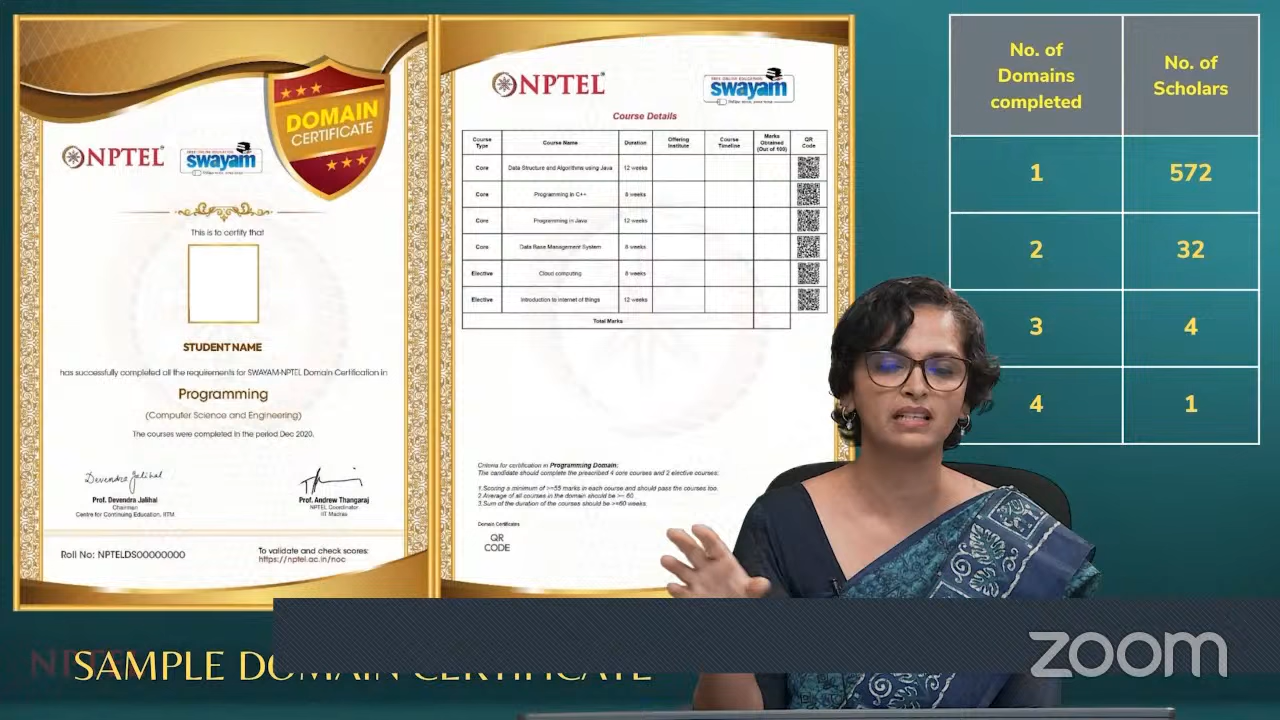 DOMAIN
CERTIFICATE
NPTEL
FREE ONLINE EDUCATION
swayam
This is to certify that
STUDENT NAME
has successfully completed all the requirements for SWAYAM-NPTEL Domain Certification in
Programming
(Computer Science and Engineering)
The courses were completed in the period Dec 2020.
Devendra Jalihal
Prof. Devendra Jalihal
Chairman
Centre for Continuing Education, IITM
Prof. Andrew Thangaraj
NPTEL Coordinator
IIT Madras
Roll No: NPTELDS00000000
To validate and check scores:
https://nptel.ac.in/noc
NPTEL
FREE ONLINE EDUCATION
swayam
Course Details
Course Type Course Name Duration Offering Institute Course Timeline Marks Obtained (Out of 100) QR Code
Core Data Structure and Algorithms using Java 12 weeks
Core Programming in C++ 8 weeks
Core Programming in Java 12 weeks
Core Data Base Management System 8 weeks
Elective Cloud computing 8 weeks
Elective Introduction to internet of things 12 weeks
Total Marks
Criteria for certification in Programming Domain:
The candidate should complete the prescribed 4 core courses and 2 elective courses:
1.Scoring a minimum of >=55 marks in each course and should pass the courses too.
2.Average of all courses in the domain should be >= 60
3.Sum of the duration of the courses should be >=60 weeks
Domain Certificates
QR
CODE
No. of Domains completed No. of Scholars
1 572
2 32
3 4
4 1
SAMPLE DOMAIN CERTIFICATE
zoom